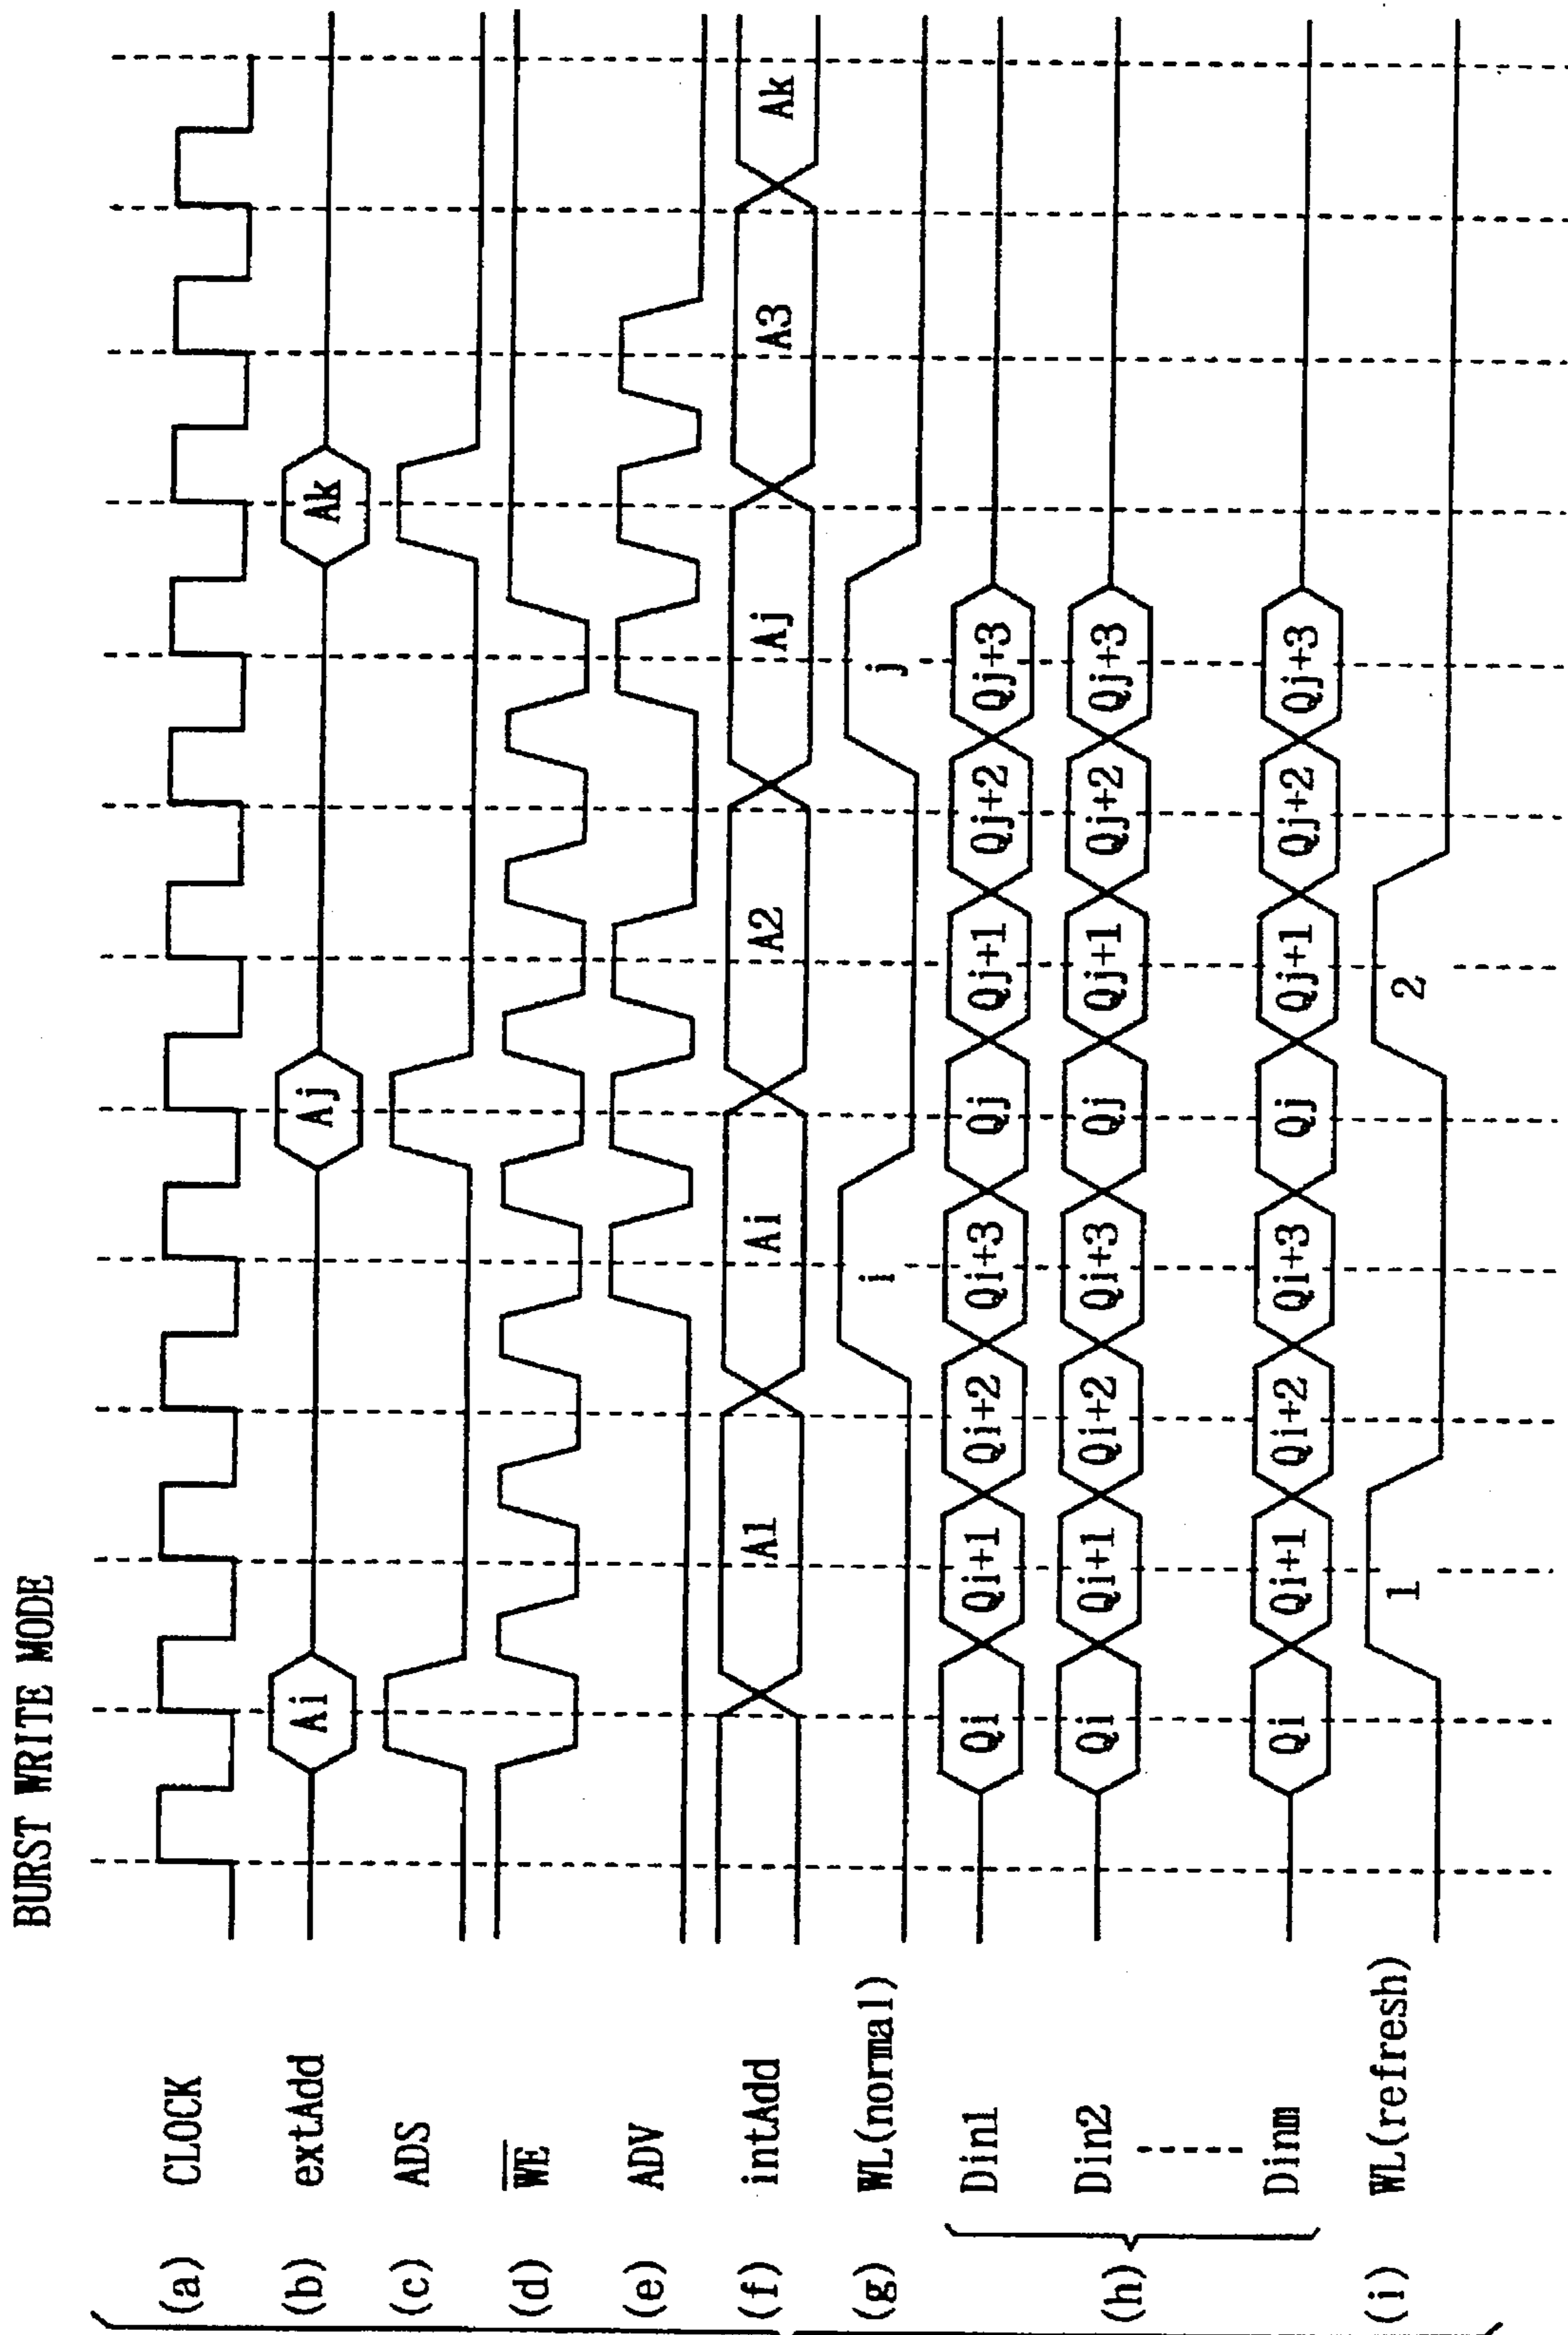 BURST WRITE MODE
(a) CLOCK
(b) extAdd Ai Aj Ak
(c) ADS
(d) W̅E̅
(e) ADV
(f) intAdd A1 Ai A2 Aj A3 Ak
(g) WL(normal) i j
(h)
Din1 Qi Qi+1 Qi+2 Qi+3 Qj Qj+1 Qj+2 Qj+3
Din2 Qi Qi+1 Qi+2 Qi+3 Qj Qj+1 Qj+2 Qj+3
Dinm Qi Qi+1 Qi+2 Qi+3 Qj Qj+1 Qj+2 Qj+3
(i) WL(refresh) 1 2